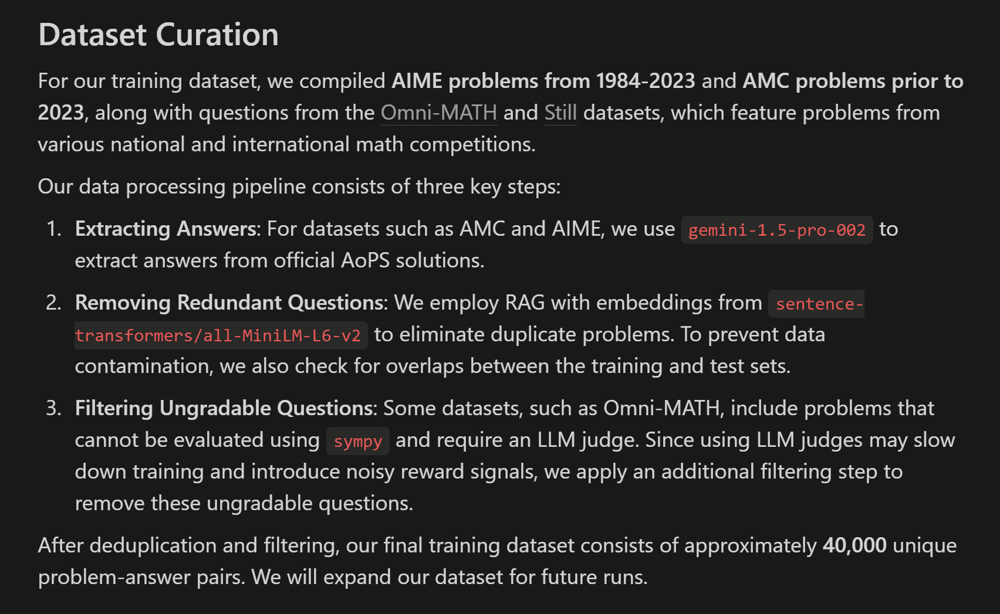 Dataset Curation
For our training dataset, we compiled AIME problems from 1984-2023 and AMC problems prior to
2023, along with questions from the Omni-MATH and Still datasets, which feature problems from
various national and international math competitions.
Our data processing pipeline consists of three key steps:
1. Extracting Answers: For datasets such as AMC and AIME, we use gemini-1.5-pro-002 to
extract answers from official AoPS solutions.
2. Removing Redundant Questions: We employ RAG with embeddings from sentence-
transformers/all-MiniLM-L6-v2 to eliminate duplicate problems. To prevent data
contamination, we also check for overlaps between the training and test sets.
3. Filtering Ungradable Questions: Some datasets, such as Omni-MATH, include problems that
cannot be evaluated using sympy and require an LLM judge. Since using LLM judges may slow
down training and introduce noisy reward signals, we apply an additional filtering step to
remove these ungradable questions.
After deduplication and filtering, our final training dataset consists of approximately 40,000 unique
problem-answer pairs. We will expand our dataset for future runs.